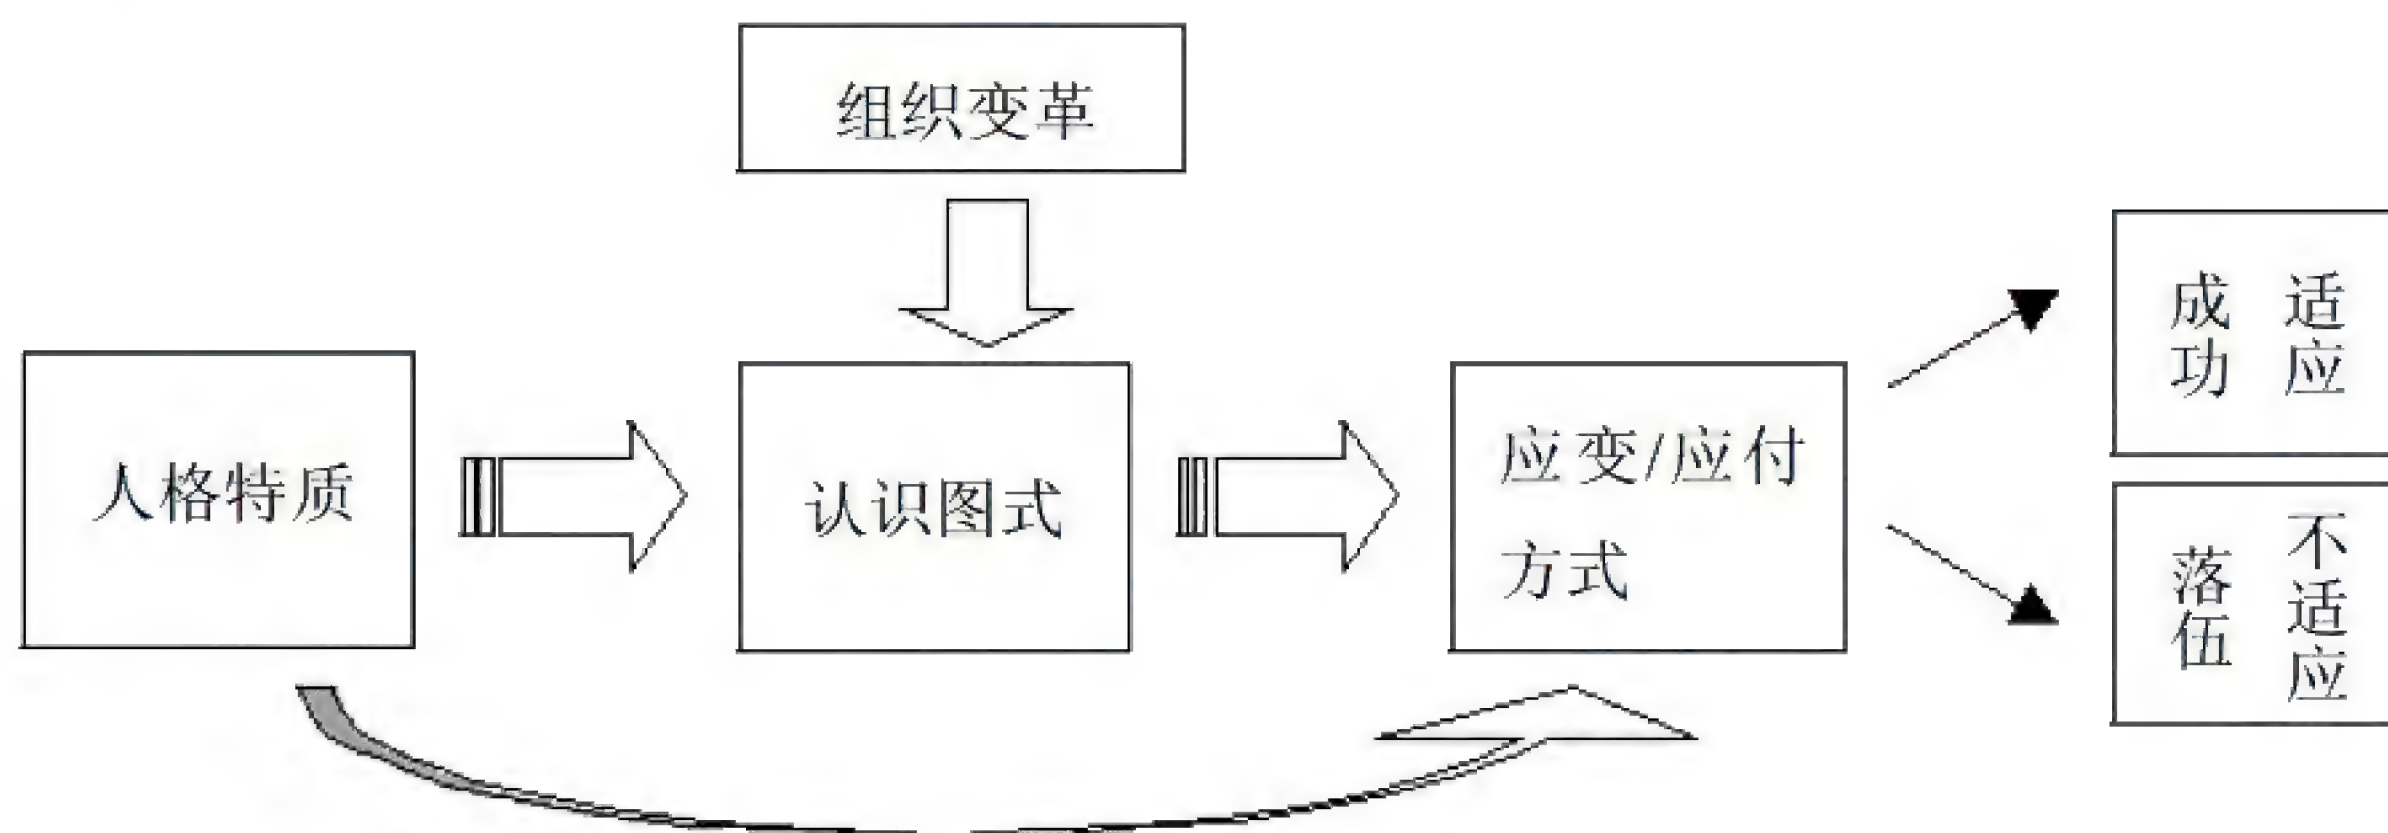 组织变革
人格特质
认识图式
应变/应付
方式
适应
成功
不适应
落伍